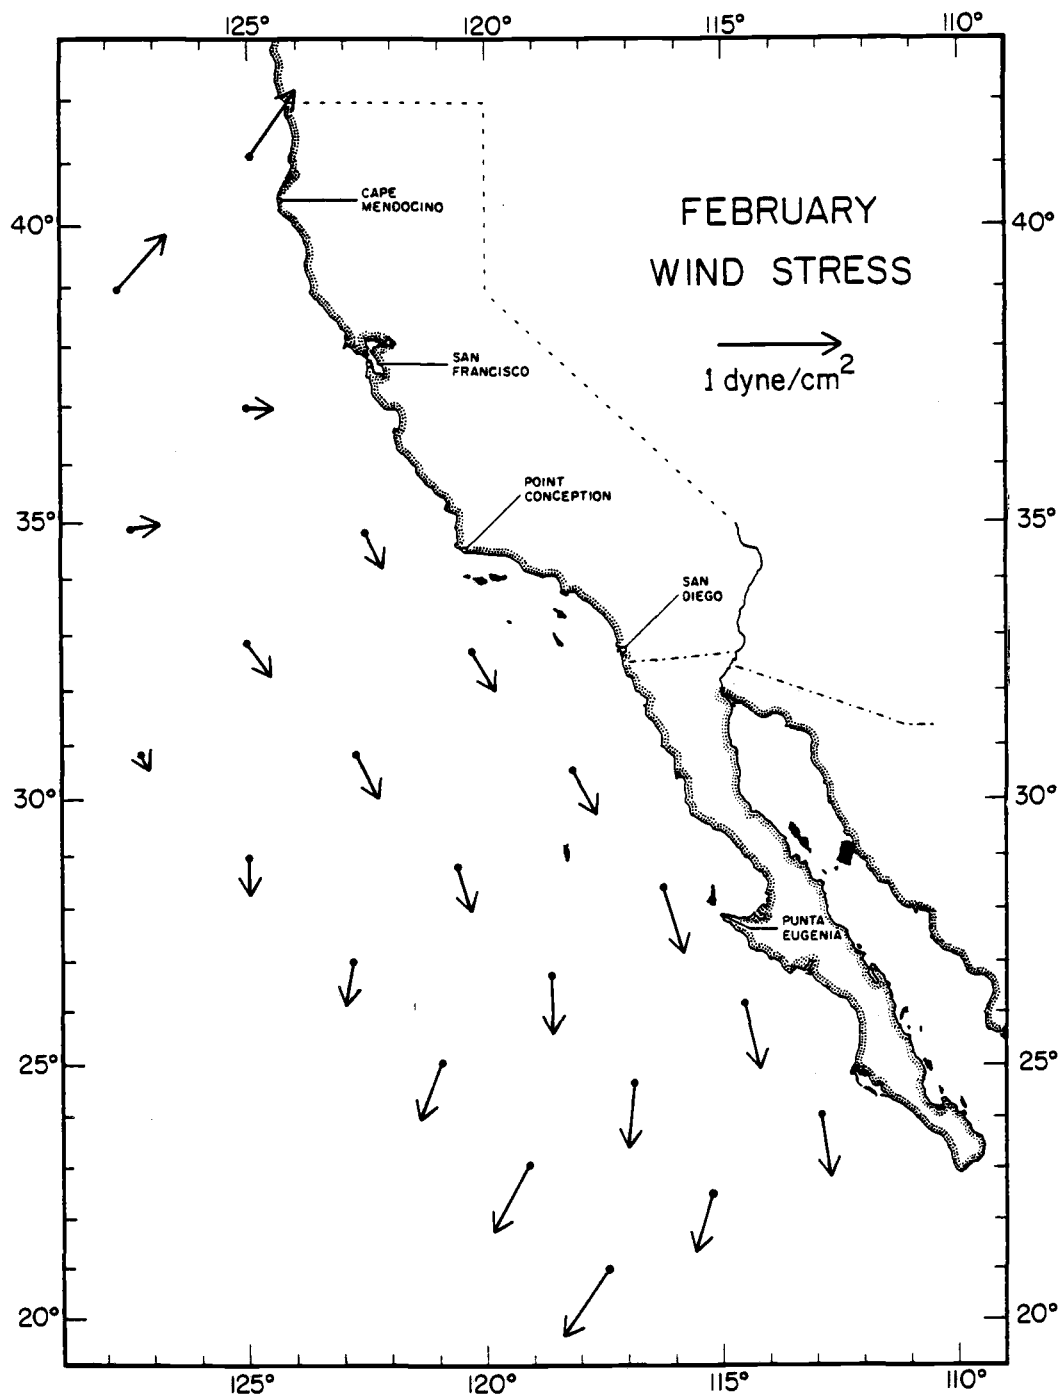 125° 120° 115° 110°
CAPE
MENDOCINO
FEBRUARY
40° 40°
WIND STRESS
SAN
FRANCISCO
1 dyne/cm²
POINT
CONCEPTION
35° 35°
SAN
DIEGO
30° 30°
PUNTA
EUGENIA
25° 25°
20° 20°
125° 120° 115° 110°